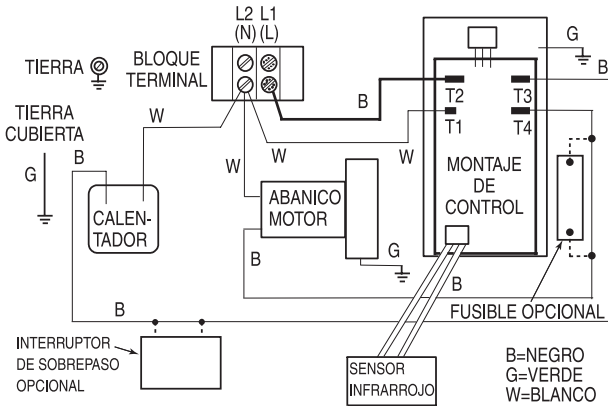 L2 L1
(N) (L)
TIERRA
BLOQUE
TERMINAL
TIERRA
CUBIERTA
G
W
B
W
W
B
W
G
B
T2
T3
T1
T4
MONTAJE
DE
CONTROL
CALEN-
TADOR
ABANICO
MOTOR
G
B
B
FUSIBLE OPCIONAL
B
INTERRUPTOR
DE SOBREPASO
OPCIONAL
SENSOR
INFRARROJO
B=NEGRO
G=VERDE
W=BLANCO